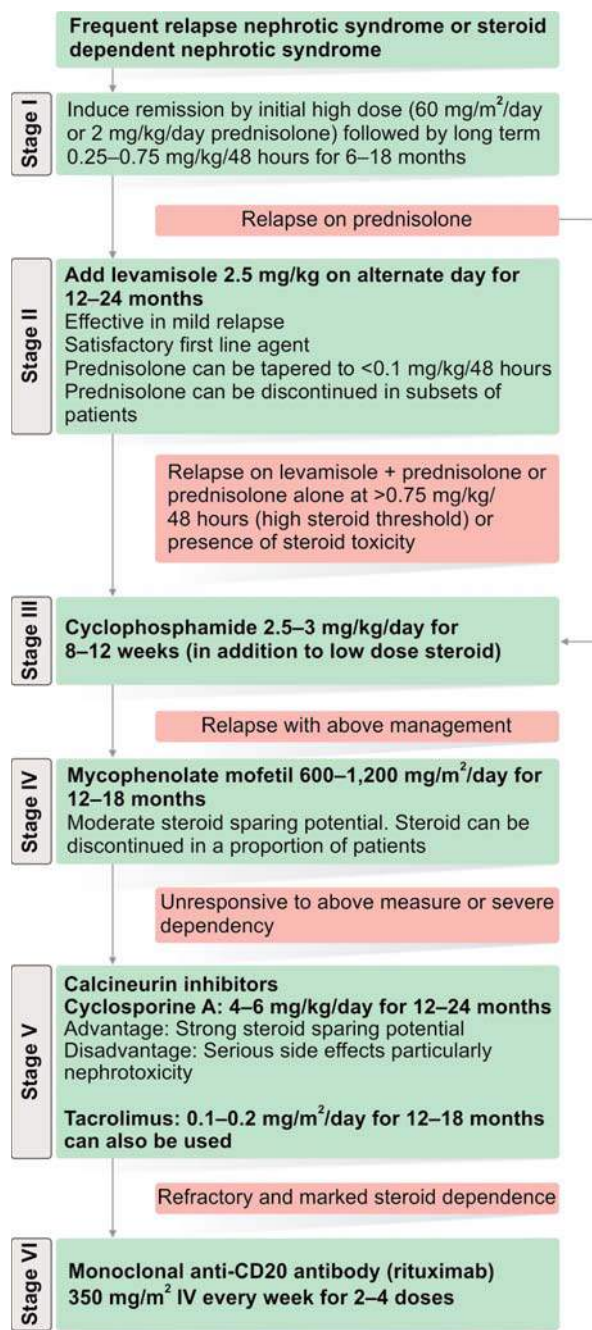 Frequent relapse nephrotic syndrome or steroid
dependent nephrotic syndrome
Stage I
Induce remission by initial high dose (60 mg/m²/day
or 2 mg/kg/day prednisolone) followed by long term
0.25–0.75 mg/kg/48 hours for 6–18 months
Relapse on prednisolone
Stage II
Add levamisole 2.5 mg/kg on alternate day for
12–24 months
Effective in mild relapse
Satisfactory first line agent
Prednisolone can be tapered to <0.1 mg/kg/48 hours
Prednisolone can be discontinued in subsets of
patients
Relapse on levamisole + prednisolone or
prednisolone alone at >0.75 mg/kg/
48 hours (high steroid threshold) or
presence of steroid toxicity
Stage III
Cyclophosphamide 2.5–3 mg/kg/day for
8–12 weeks (in addition to low dose steroid)
Relapse with above management
Stage IV
Mycophenolate mofetil 600–1,200 mg/m²/day for
12–18 months
Moderate steroid sparing potential. Steroid can be
discontinued in a proportion of patients
Unresponsive to above measure or severe
dependency
Stage V
Calcineurin inhibitors
Cyclosporine A: 4–6 mg/kg/day for 12–24 months
Advantage: Strong steroid sparing potential
Disadvantage: Serious side effects particularly
nephrotoxicity
Tacrolimus: 0.1–0.2 mg/m²/day for 12–18 months
can also be used
Refractory and marked steroid dependence
Stage VI
Monoclonal anti-CD20 antibody (rituximab)
350 mg/m² IV every week for 2–4 doses